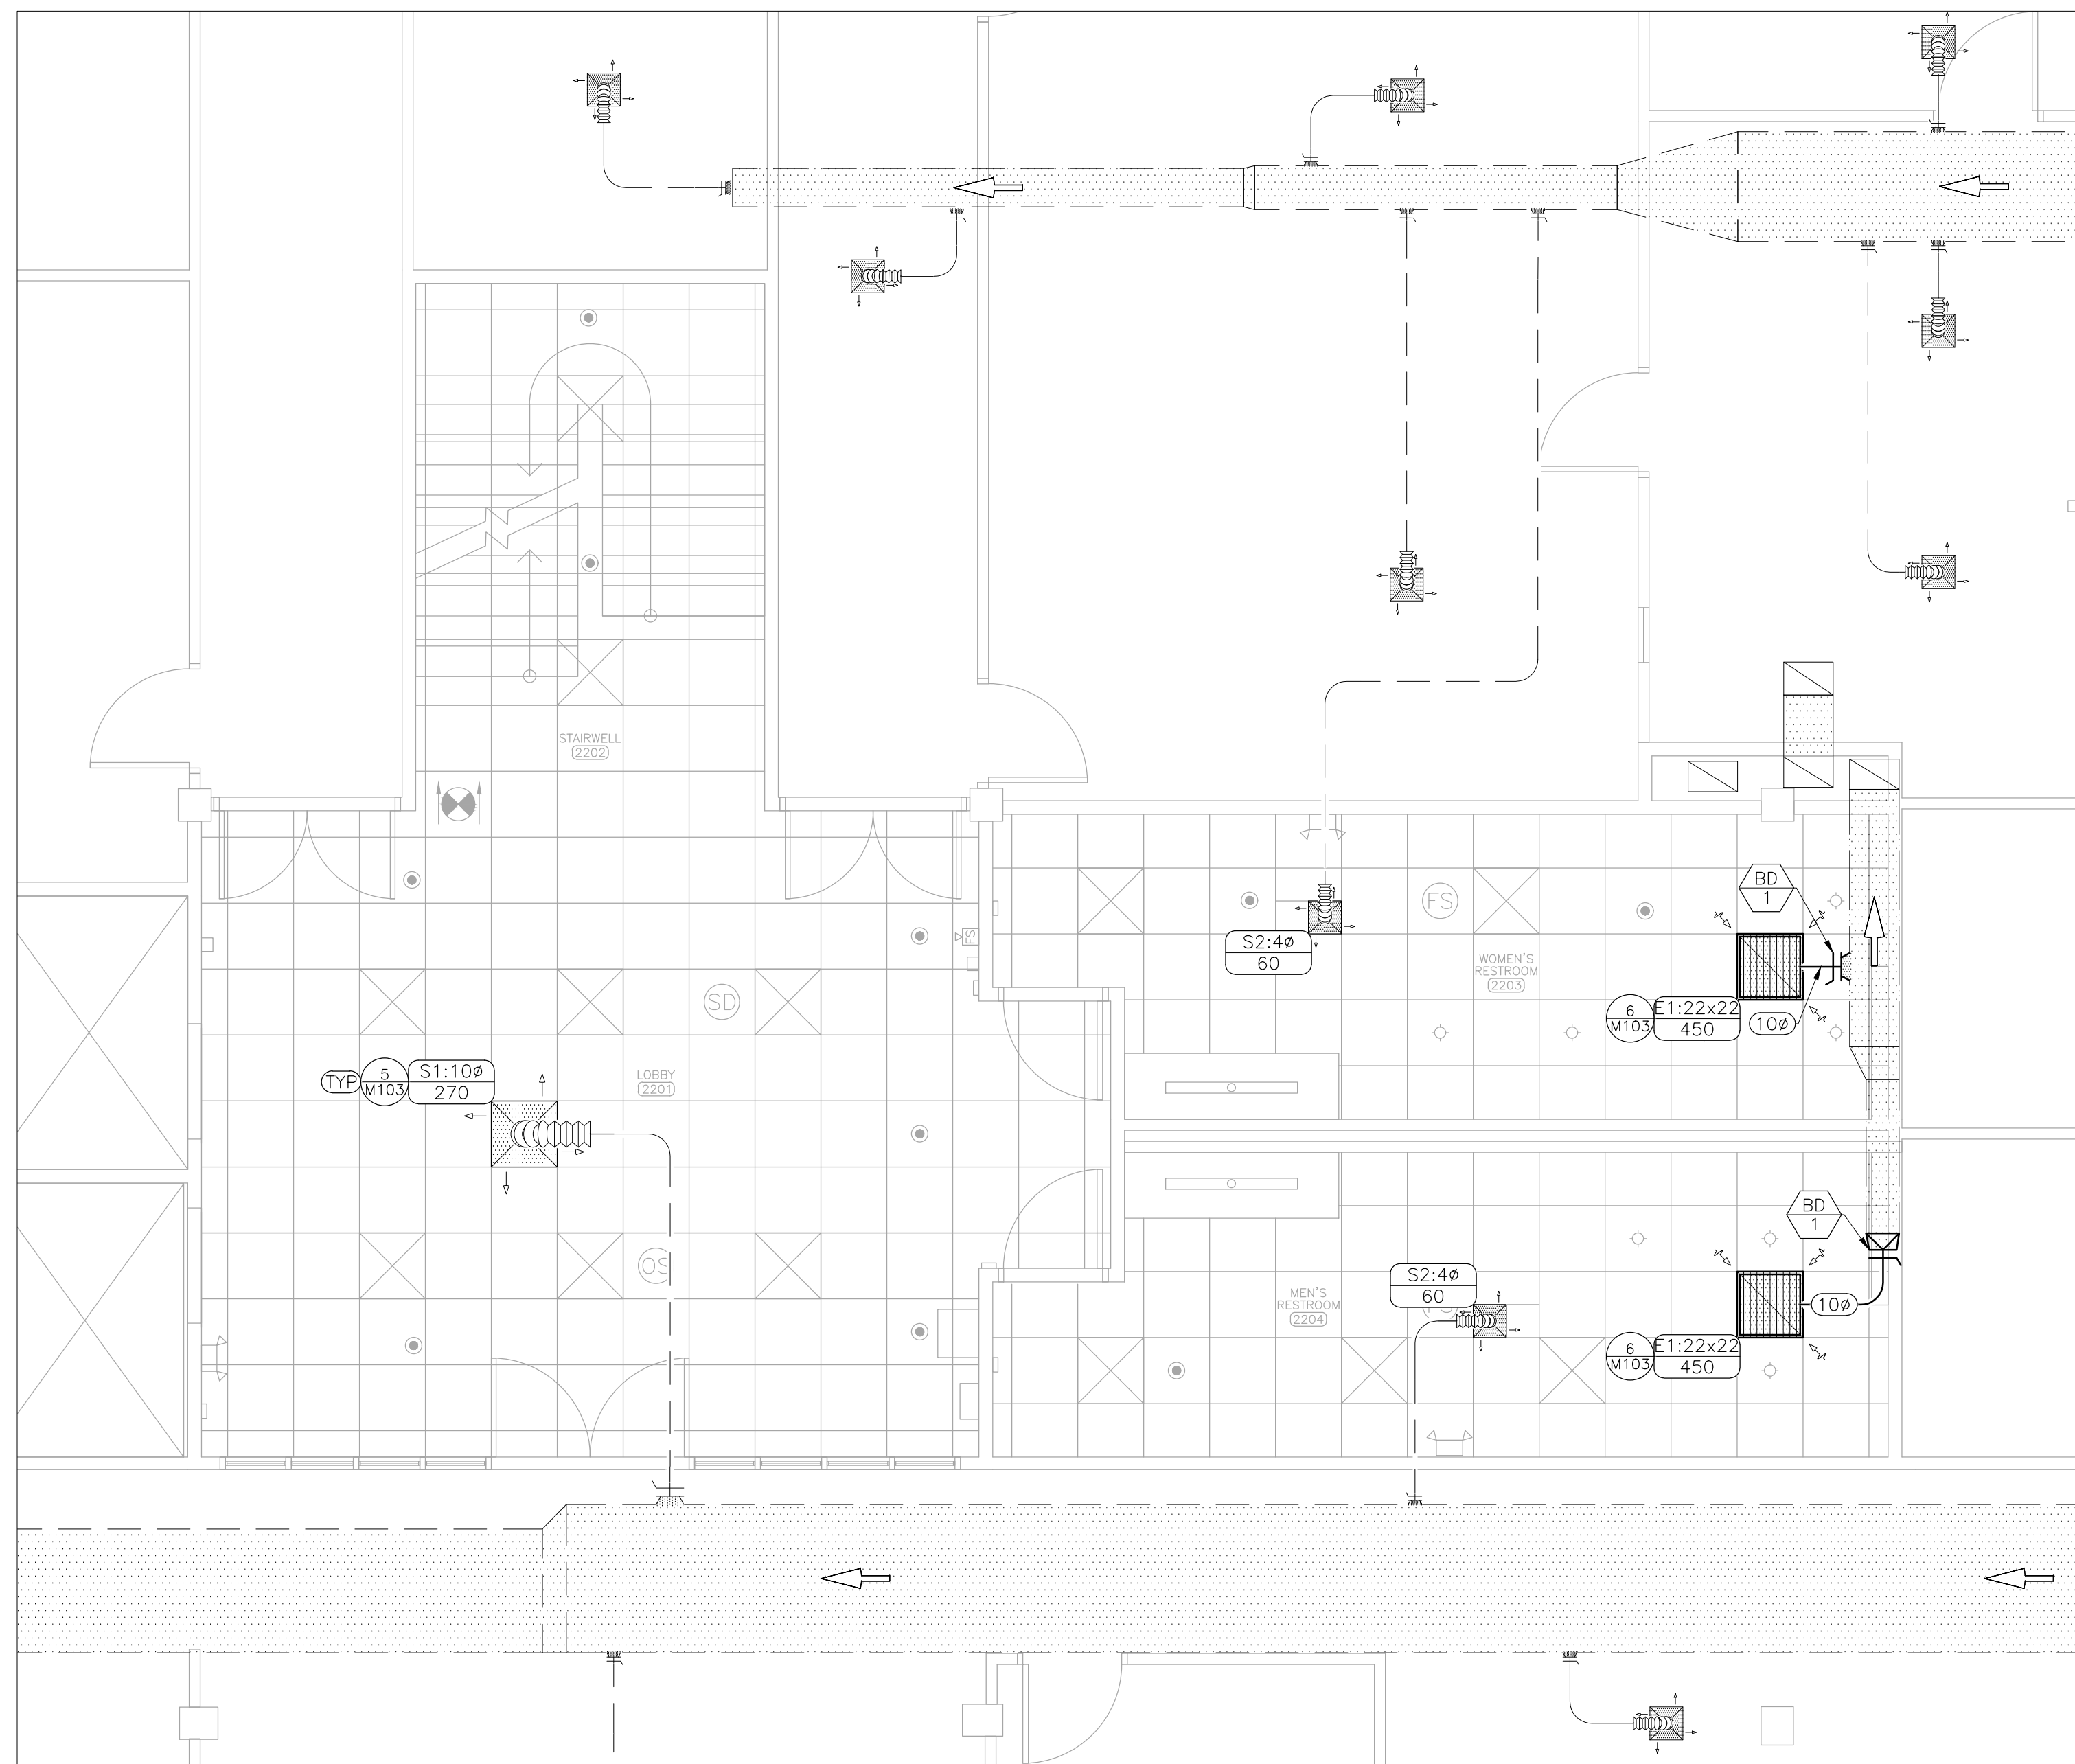 STAIRWELL
2202
BD
1
FS
FS
S2:4ø
60
WOMEN'S
RESTROOM
2203
SD
6
M103
E1:22x22
450
10ø
TYP
5
M103
S1:10ø
270
LOBBY
2201
BD
1
OS
S2:4ø
60
MEN'S
RESTROOM
2204
10ø
6
M103
E1:22x22
450